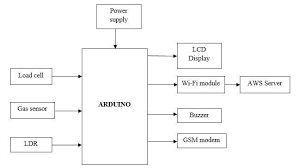 Power
supply
LCD
Display
Load cell
Wi-Fi module
AWS Server
Gas sensor
ARDUINO
Buzzer
LDR
GSM modem